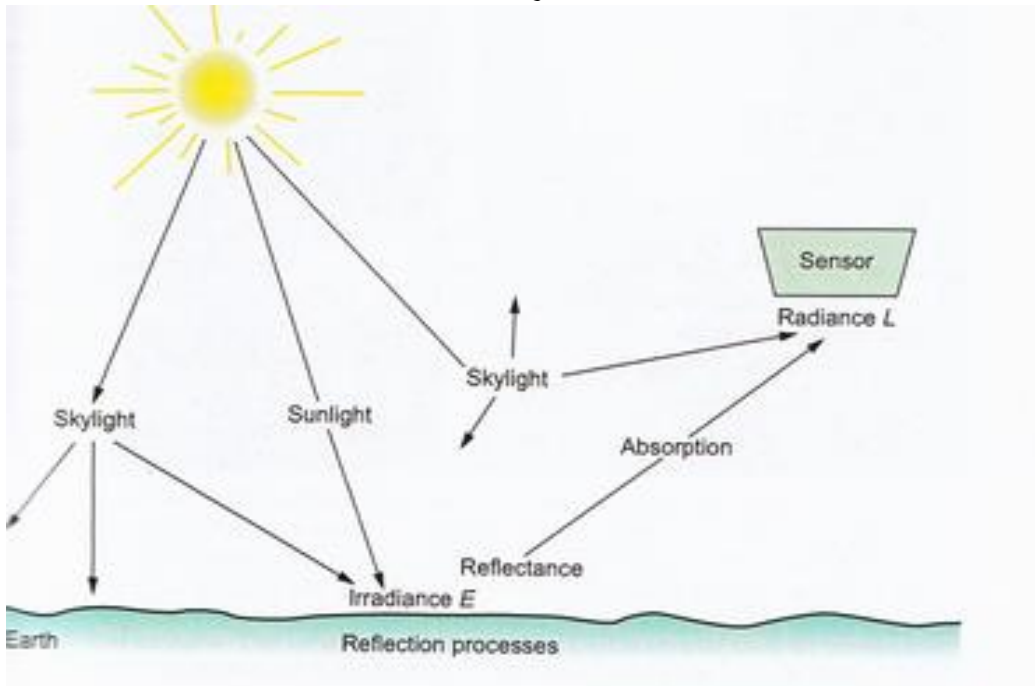 Sensor
Radiance L
Skylight
Skylight
Sunlight
Absorption
Reflectance
Irradiance E
Earth
Reflection processes